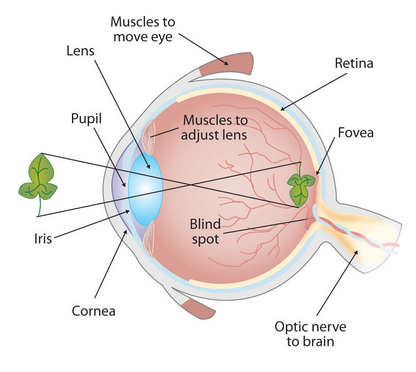 Muscles to
move eye
Lens
Retina
Pupil
Muscles to
adjust lens
Fovea
Blind
spot
Iris
Cornea
Optic nerve
to brain